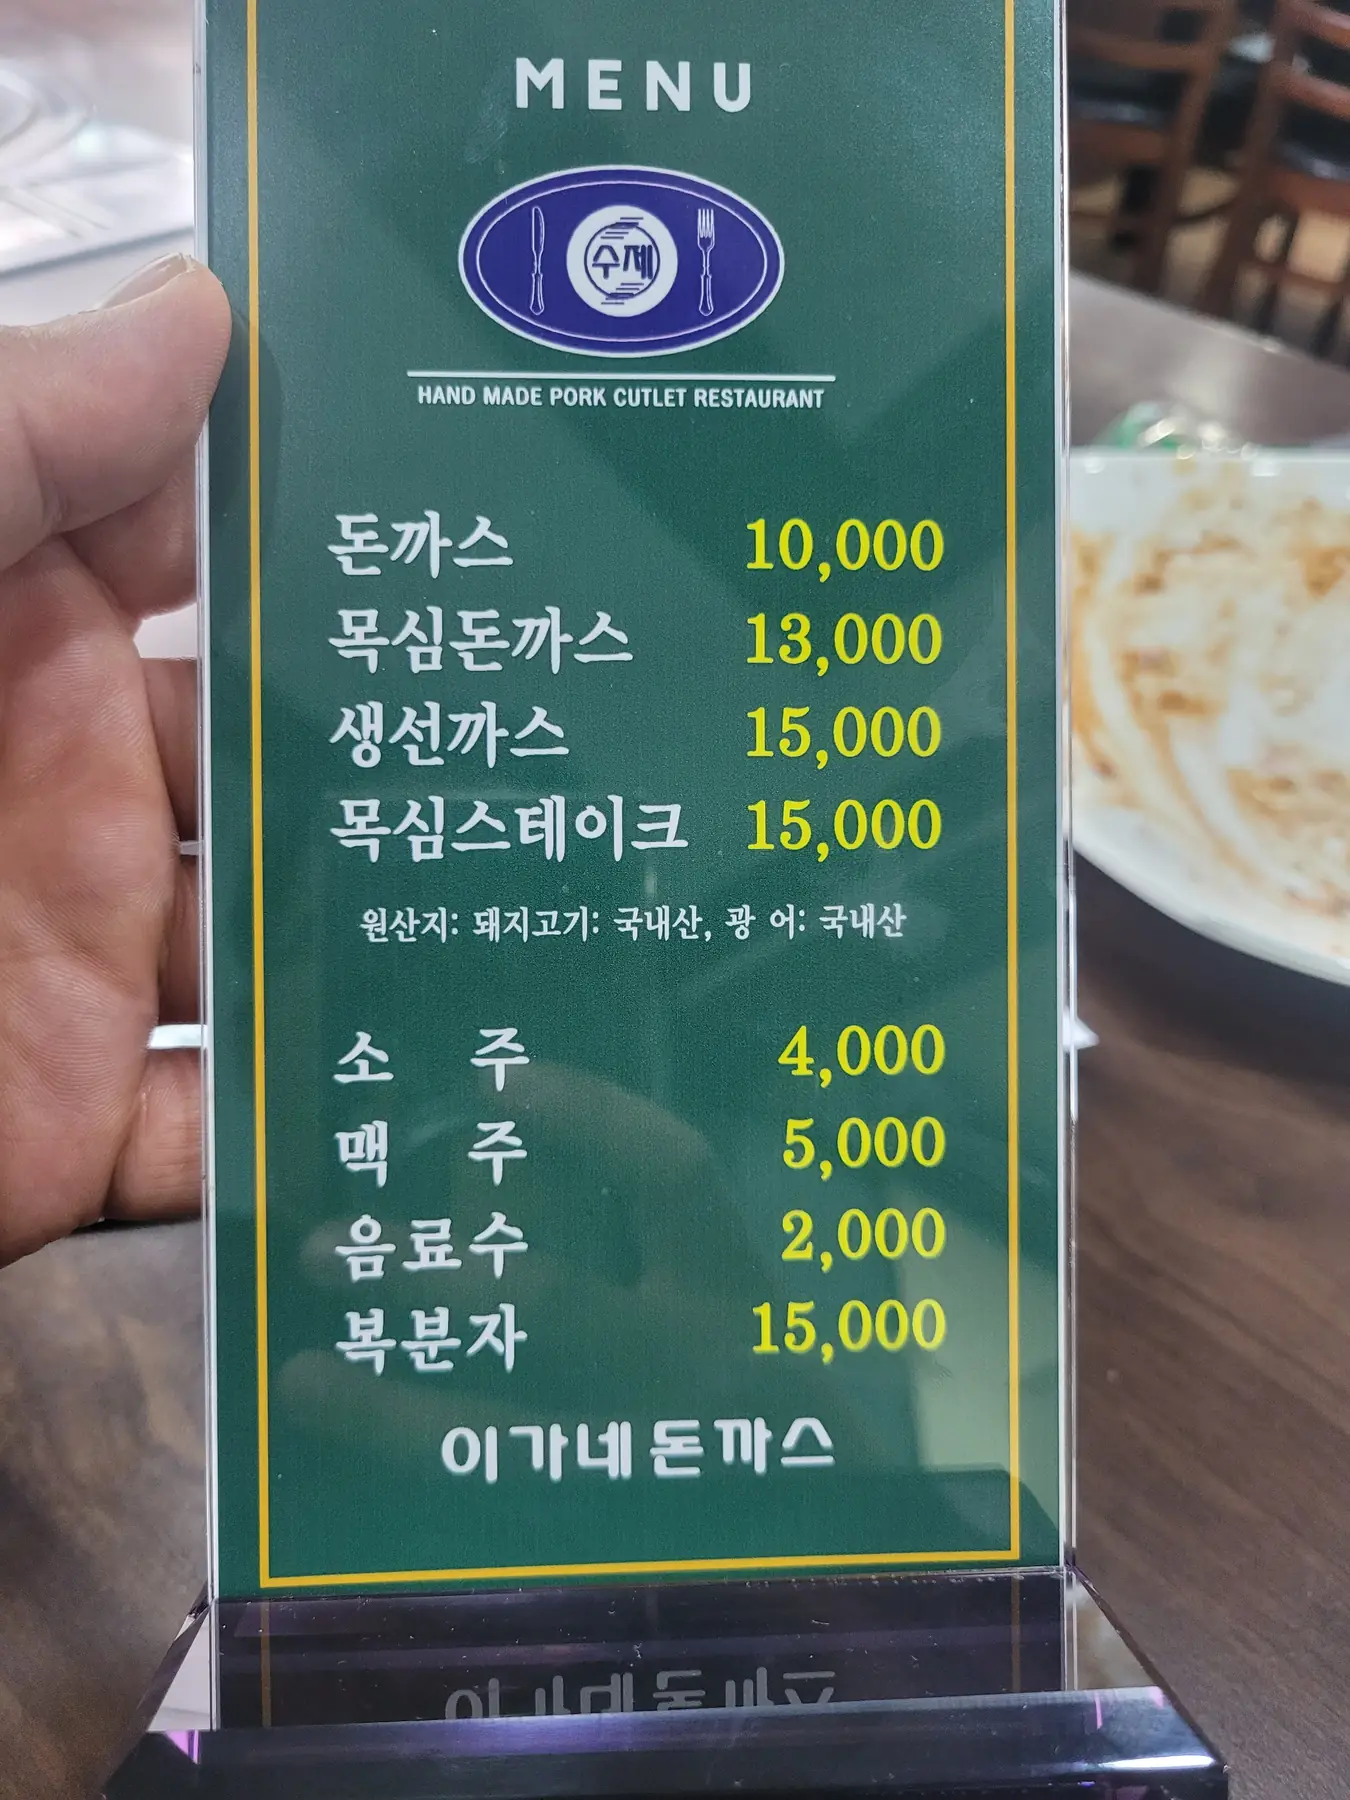 MENU
수제
HAND MADE PORK CUTLET RESTAURANT
돈까스 10,000
목심돈까스 13,000
생선까스 15,000
목심스테이크 15,000
원산지: 돼지고기: 국내산, 광 어: 국내산
소 주 4,000
맥 주 5,000
음료수 2,000
복분자 15,000
이가네돈까스